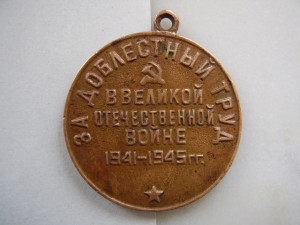 ЗА ДОБЛЕСТНЫЙ ТРУД
В ВЕЛИКОЙ
ОТЕЧЕСТВЕННОЙ
ВОЙНЕ
1941-1945 гг.